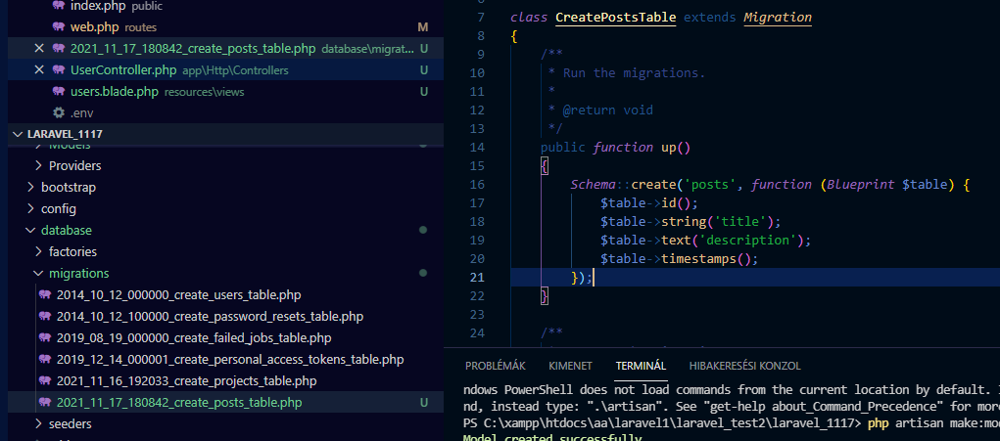 index.php public
web.php routes M
2021_11_17_180842_create_posts_table.php database\migrat... U
UserController.php app\Http\Controllers U
users.blade.php resources\views U
.env
LARAVEL_1117
Models
Providers
bootstrap
config
database
factories
migrations
2014_10_12_000000_create_users_table.php
2014_10_12_100000_create_password_resets_table.php
2019_08_19_000000_create_failed_jobs_table.php
2019_12_14_000001_create_personal_access_tokens_table.php
2021_11_16_192033_create_projects_table.php
2021_11_17_180842_create_posts_table.php U
seeders
7 class CreatePostsTable extends Migration
8 {
9 /**
10 * Run the migrations.
11 *
12 * @return void
13 */
14 public function up()
15 {
16 Schema::create('posts', function (Blueprint $table) {
17 $table->id();
18 $table->string('title');
19 $table->text('description');
20 $table->timestamps();
21 });
22 }
23
24 /**
PROBLÉMÁK KIMENET TERMINÁL HIBAKERESÉSI KONZOL
ndows PowerShell does not load commands from the current location by default.
nd, instead type: ".\artisan". See "get-help about_Command_Precedence" for mor
PS C:\xampp\htdocs\aa\laravel1\laravel_test2\laravel_1117> php artisan make:mo
Model created successfully